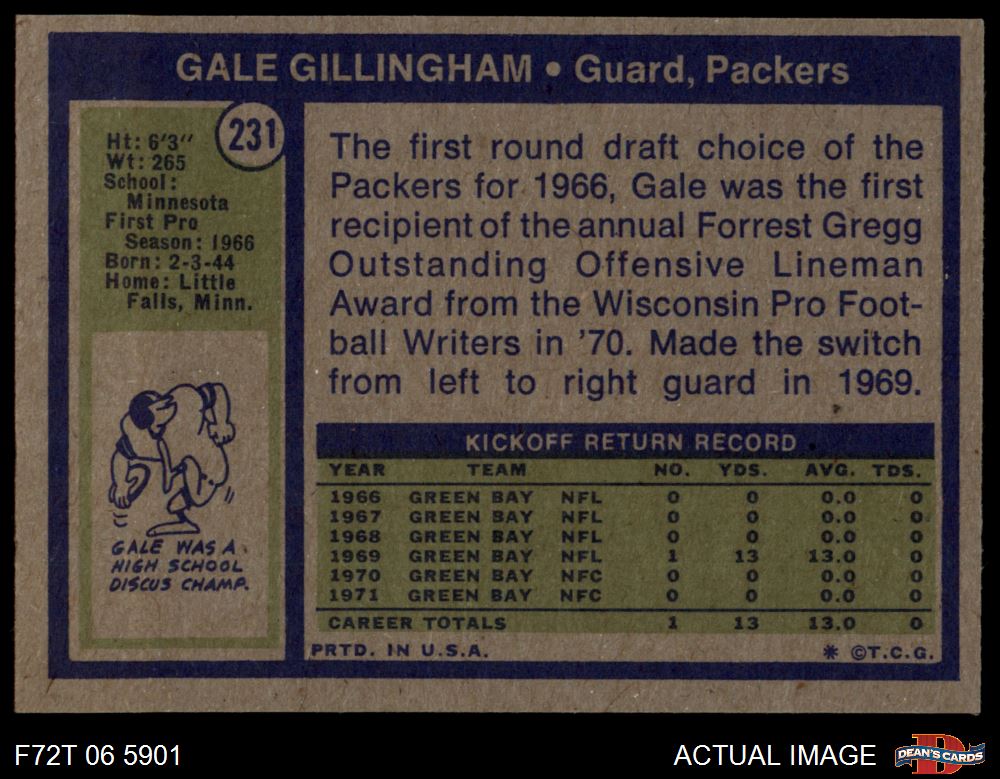 GALE GILLINGHAM • Guard, Packers
231
Ht: 6'3"
Wt: 265
School:
Minnesota
First Pro
Season: 1966
Born: 2-3-44
Home: Little
Falls, Minn.
GALE WAS A
HIGH SCHOOL
DISCUS CHAMP.
The first round draft choice of the
Packers for 1966, Gale was the first
recipient of the annual Forrest Gregg
Outstanding Offensive Lineman
Award from the Wisconsin Pro Foot-
ball Writers in '70. Made the switch
from left to right guard in 1969.
KICKOFF RETURN RECORD
YEAR TEAM NO. YDS. AVG. TDS.
1966 GREEN BAY NFL 0 0 0.0 0
1967 GREEN BAY NFL 0 0 0.0 0
1968 GREEN BAY NFL 0 0 0.0 0
1969 GREEN BAY NFL 1 13 13.0 0
1970 GREEN BAY NFC 0 0 0.0 0
1971 GREEN BAY NFC 0 0 0.0 0
CAREER TOTALS 1 13 13.0 0
PRTD. IN U.S.A. * ©T.C.G.
F72T 06 5901 ACTUAL IMAGE
D
DEAN'S CARDS